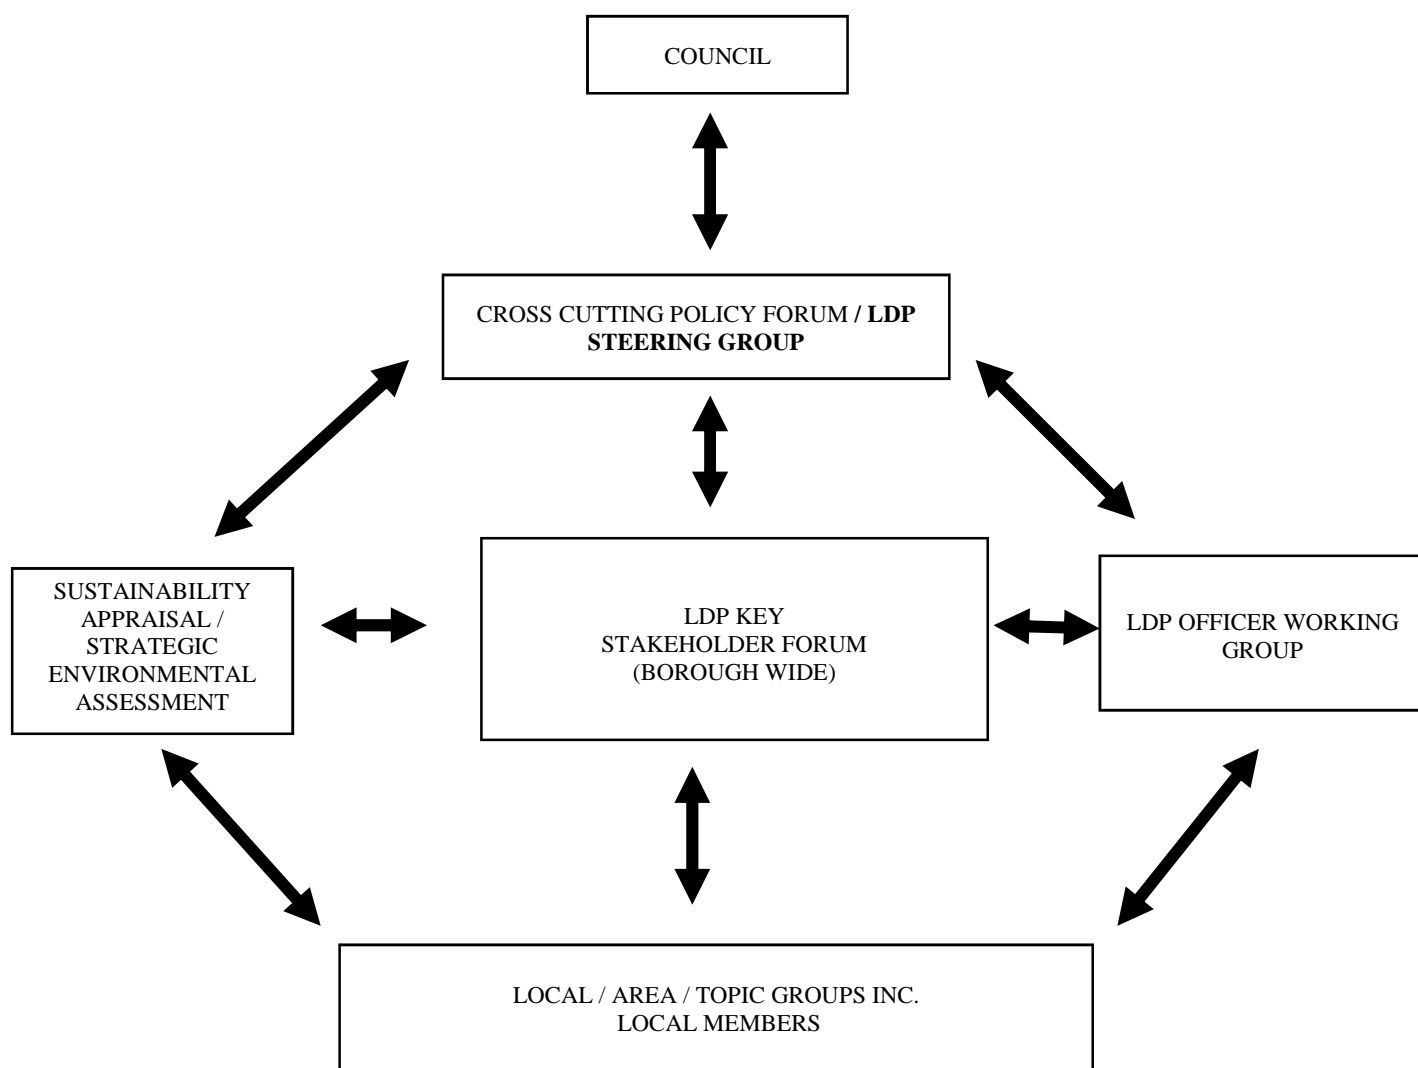 COUNCIL
CROSS CUTTING POLICY FORUM / LDP
STEERING GROUP
SUSTAINABILITY
APPRAISAL /
STRATEGIC
ENVIRONMENTAL
ASSESSMENT
LDP KEY
STAKEHOLDER FORUM
(BOROUGH WIDE)
LDP OFFICER WORKING
GROUP
LOCAL / AREA / TOPIC GROUPS INC.
LOCAL MEMBERS